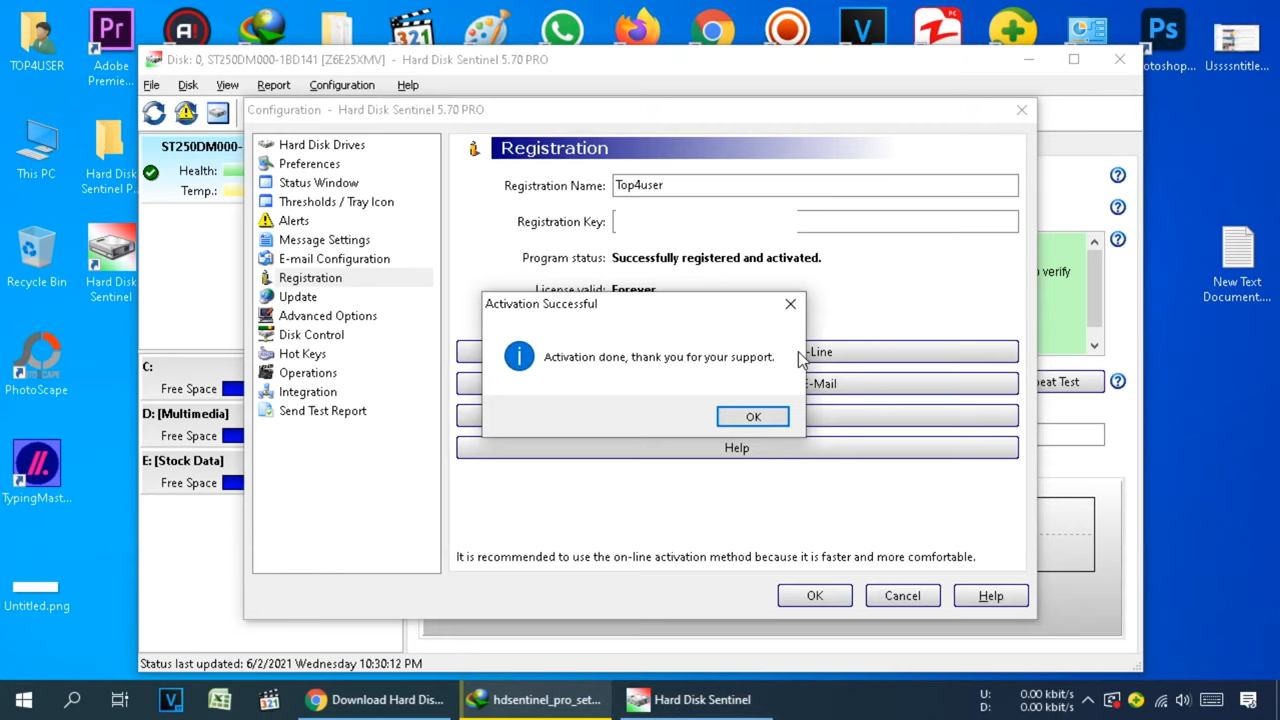 TOP4USER
Adobe
Premie...
321
PC
Photoshop...
Ussssntitle...
Disk: 0, ST250DM000-1BD141 [Z6E25XMV] - Hard Disk Sentinel 5.70 PRO
File Disk View Report Configuration Help
Configuration - Hard Disk Sentinel 5.70 PRO
This PC
Hard Disk
Sentinel P...
Recycle Bin
Hard Disk
Sentinel
PhotoScape
TypingMast...
Untitled.png
New Text
Document....
ST250DM000-
Health:
Temp.:
C:
Free Space
D: [Multimedia]
Free Space
E: [Stock Data]
Free Space
Hard Disk Drives
Preferences
Status Window
Thresholds / Tray Icon
Alerts
Message Settings
E-mail Configuration
Registration
Update
Advanced Options
Disk Control
Hot Keys
Operations
Integration
Send Test Report
Registration
Registration Name: Top4user
Registration Key:
Program status: Successfully registered and activated.
License valid: Forever
Activation Successful
Activation done, thank you for your support.
OK
-Line
E-Mail
Help
It is recommended to use the on-line activation method because it is faster and more comfortable.
OK Cancel Help
verify
eat Test
Status last updated: 6/2/2021 Wednesday 10:30:12 PM
Download Hard Dis...
hdsentinel_pro_set...
Hard Disk Sentinel
U: 0.00 kbit/s
D: 0.00 kbit/s